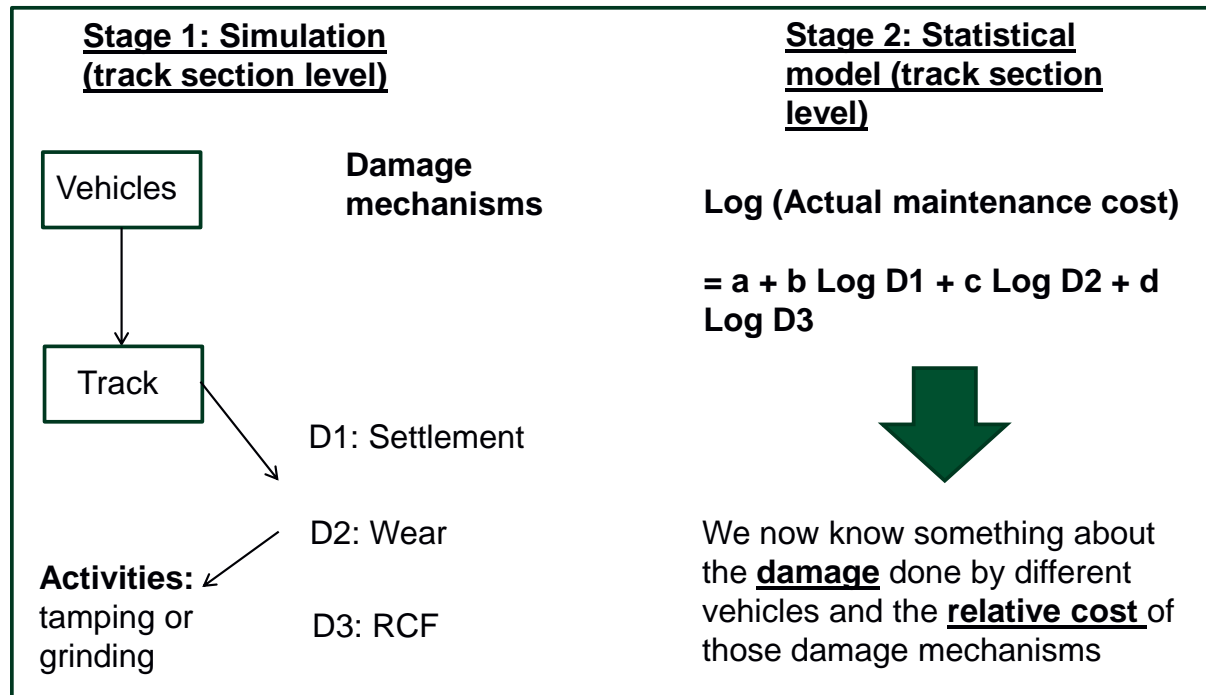 Stage 1: Simulation
(track section level)
Vehicles
Damage
mechanisms
Track
D1: Settlement
D2: Wear
D3: RCF
Activities:
tamping or
grinding
Stage 2: Statistical
model (track section
level)
Log (Actual maintenance cost)
= a + b Log D1 + c Log D2 + d
Log D3
We now know something about
the damage done by different
vehicles and the relative cost of
those damage mechanisms